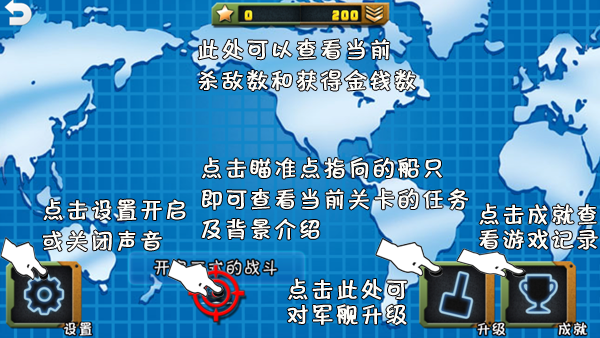 0
200
此处可以查看当前
杀敌数和获得金钱数
点击瞄准点指向的船只
即可查看当前关卡的任务
及背景介绍
点击设置开启
或关闭声音
点击成就查
看游戏记录
的战斗
点击此处可
对军舰升级
设置
升级
成就